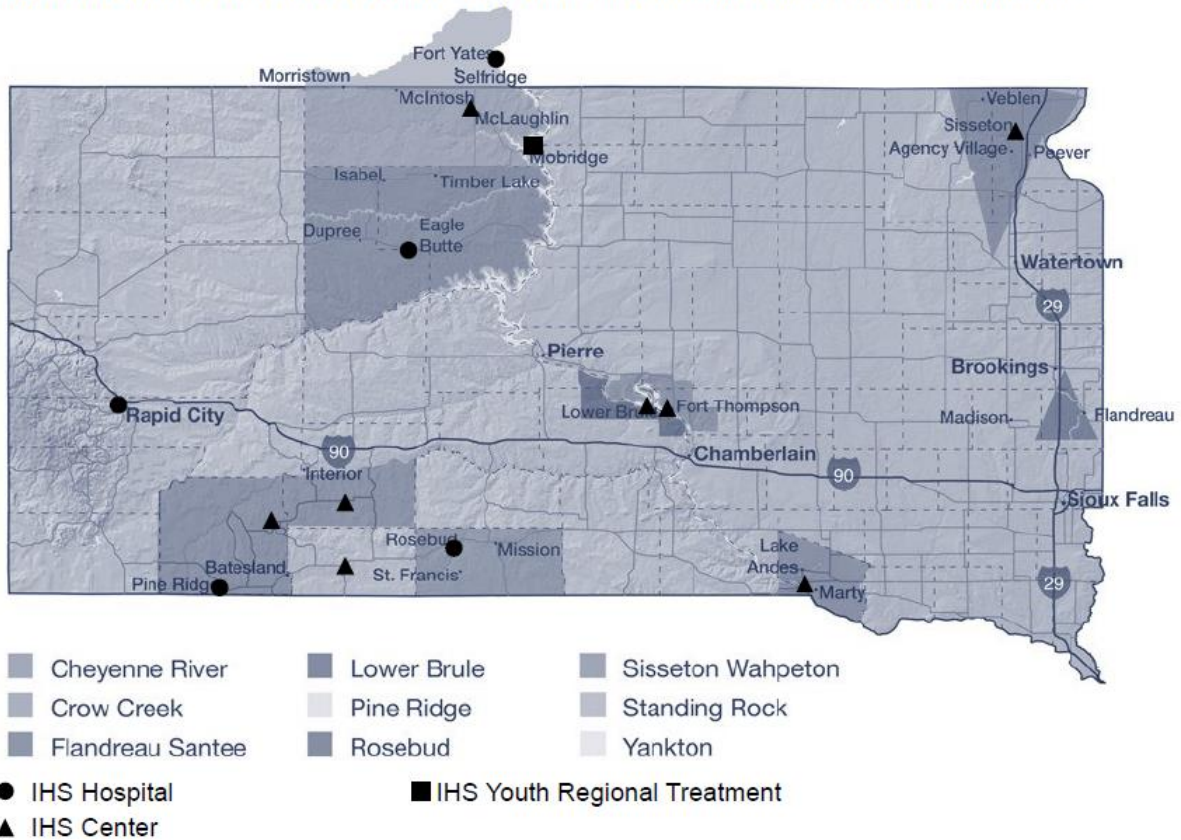 Fort Yates
Selfridge
Morristown
McIntosh
McLaughlin
Mobridge
Veblen
Sisseton
Agency Village
Peever
Isabel
Timber Lake
Dupree
Eagle
Butte
Watertown
29
Pierre
Brookings
Lower Brule
Fort Thompson
Madison
Flandreau
Rapid City
90
Chamberlain
90
Interior
Sioux Falls
Rosebud
Mission
Lake
Andes
Batesland
St. Francis
Pine Ridg
Marty
29
Cheyenne River
Lower Brule
Sisseton Wahpeton
Crow Creek
Pine Ridge
Standing Rock
Flandreau Santee
Rosebud
Yankton
IHS Hospital
IHS Youth Regional Treatment
IHS Center